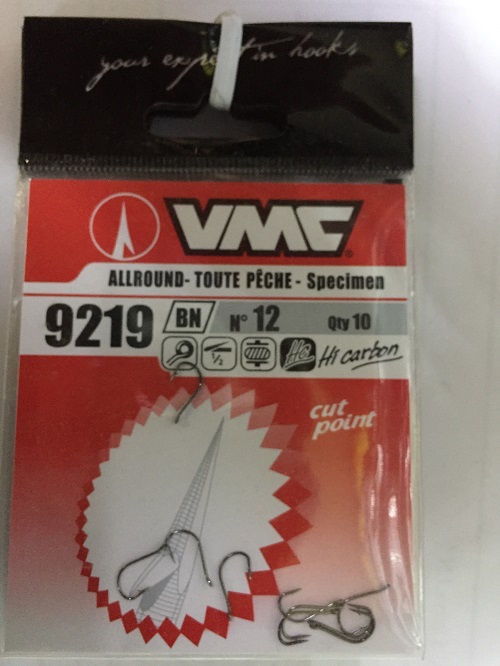 your expert in hooks
VMC®
ALLROUND- TOUTE PÊCHE - Specimen
9219 BN N° 12 Qty 10
1/2 HC Hi carbon
cut
point